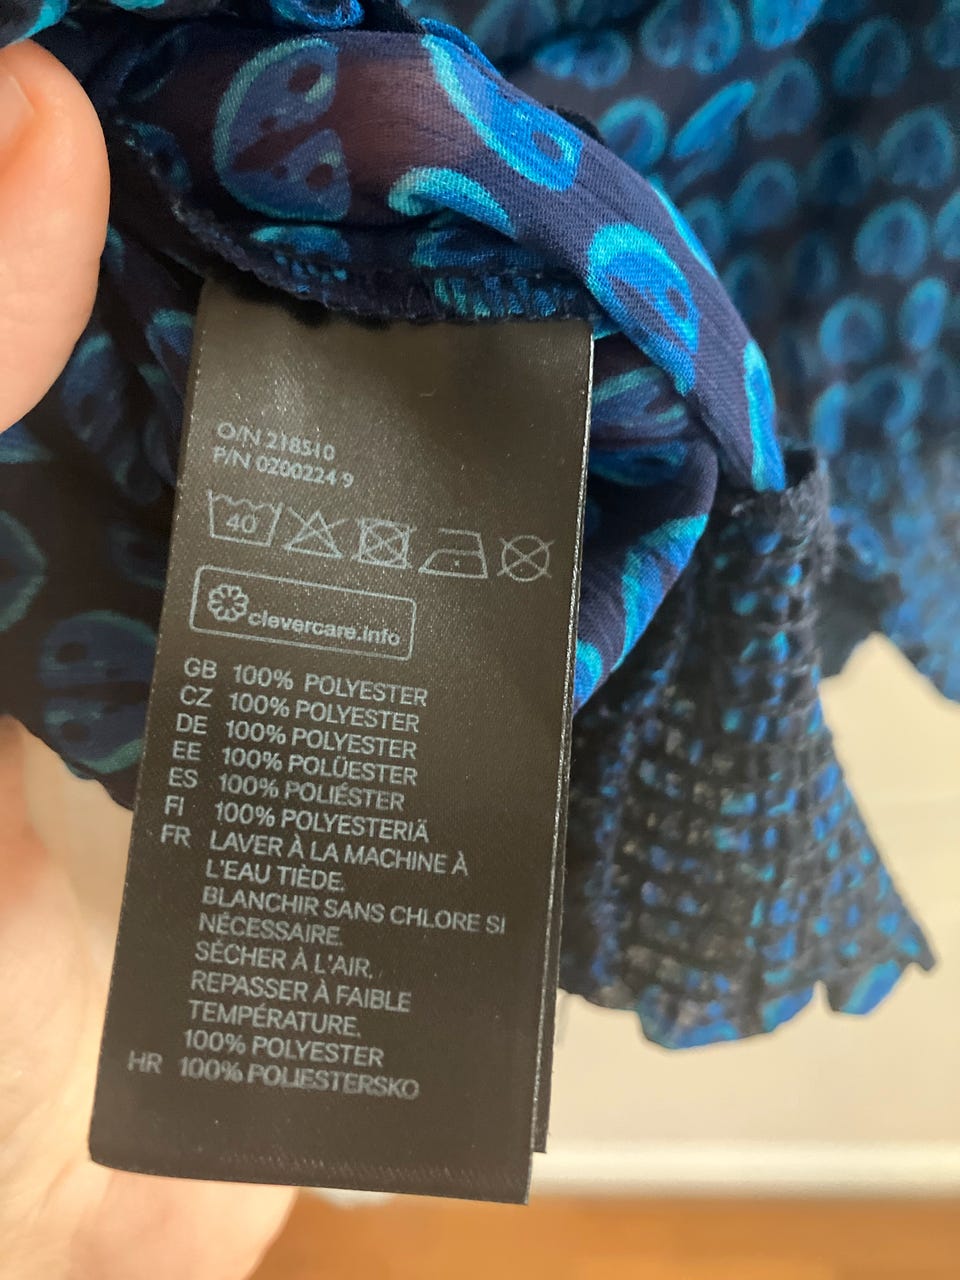 O/N 218510
P/N 0200224 9
40
clevercare.info
GB 100% POLYESTER
CZ 100% POLYESTER
DE 100% POLYESTER
EE 100% POLÜESTER
ES 100% POLIÉSTER
FI 100% POLYESTERIÄ
FR LAVER À LA MACHINE À
L'EAU TIÈDE.
BLANCHIR SANS CHLORE SI
NÉCESSAIRE.
SÉCHER À L'AIR.
REPASSER À FAIBLE
TEMPÉRATURE.
100% POLYESTER
HR 100% POLIESTERSKO